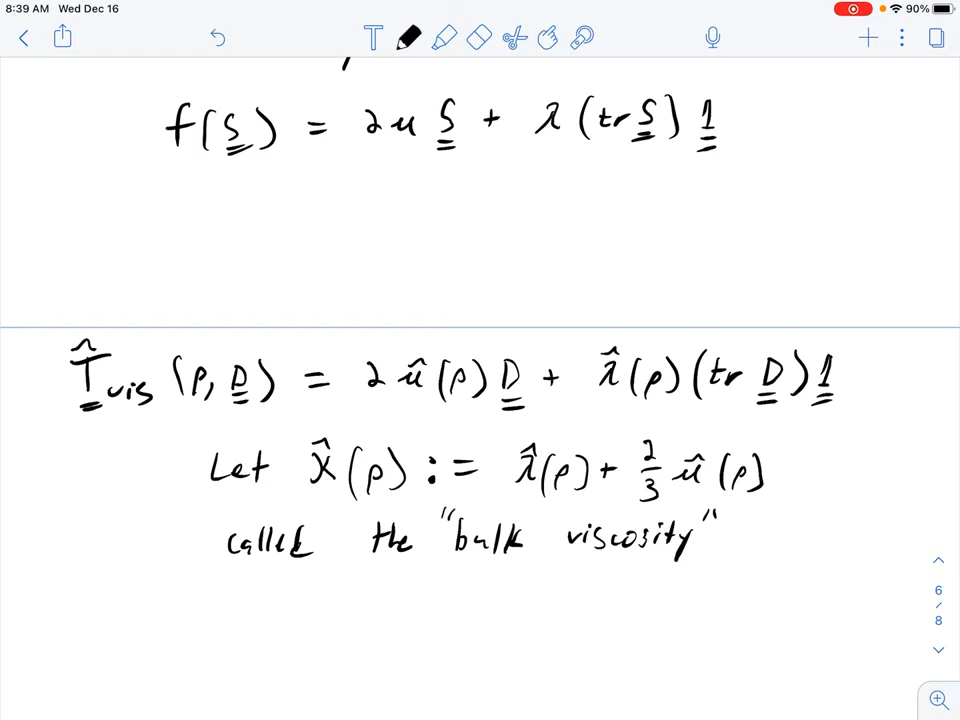 8:39 AM Wed Dec 16
90%
f(S) = 2μ S + λ(tr S) 1
T̂vis(ρ, D) = 2 μ̂(ρ) D + λ̂(ρ)(tr D) 1
Let κ̂(ρ) := λ̂(ρ) + 2/3 μ̂(ρ)
called the "bulk viscosity"
6
/
8